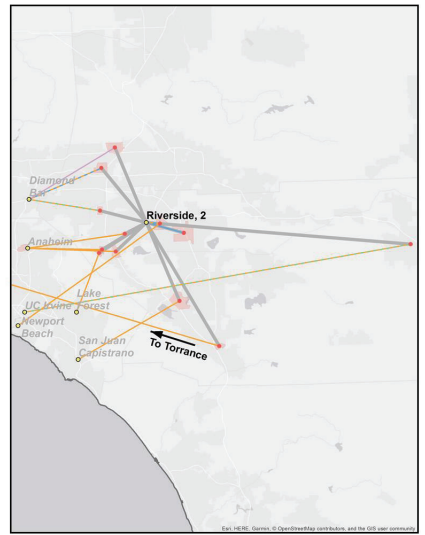 Diamond
Bar
Riverside, 2
Anaheim
Lake
UC Irvine Forest
Newport
Beach
San Juan
Capistrano
To Torrance
Esri, HERE, Garmin, © OpenStreetMap contributors, and the GIS user community